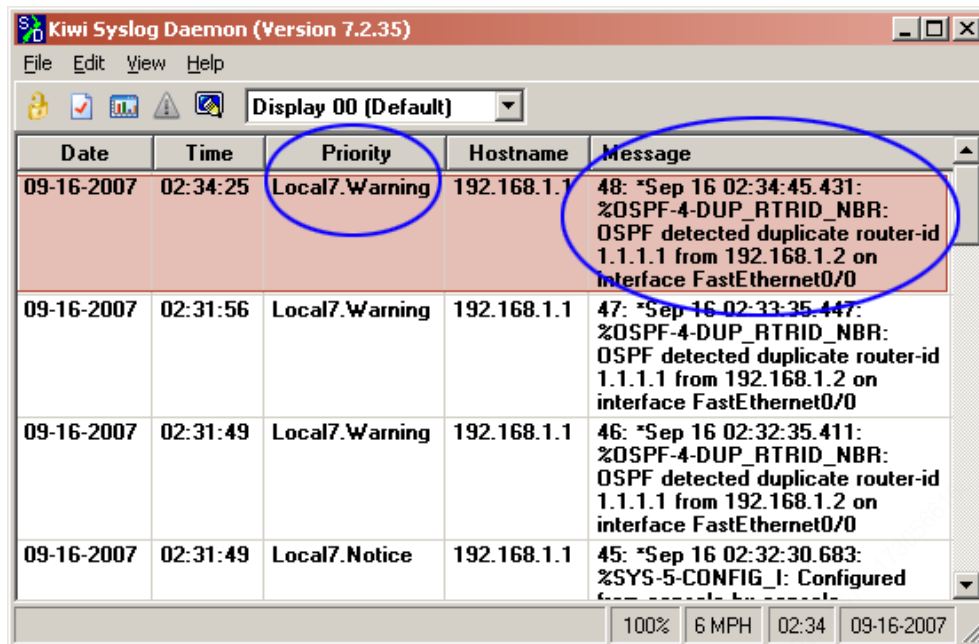 Kiwi Syslog Daemon (Version 7.2.35)
File Edit View Help
Display 00 (Default)
Date Time Priority Hostname Message
09-16-2007 02:34:25 Local7.Warning 192.168.1.1 48: *Sep 16 02:34:45.431:
%OSPF-4-DUP_RTRID_NBR:
OSPF detected duplicate router-id
1.1.1.1 from 192.168.1.2 on
interface FastEthernet0/0
09-16-2007 02:31:56 Local7.Warning 192.168.1.1 47: *Sep 16 02:33:35.447:
%OSPF-4-DUP_RTRID_NBR:
OSPF detected duplicate router-id
1.1.1.1 from 192.168.1.2 on
interface FastEthernet0/0
09-16-2007 02:31:49 Local7.Warning 192.168.1.1 46: *Sep 16 02:32:35.411:
%OSPF-4-DUP_RTRID_NBR:
OSPF detected duplicate router-id
1.1.1.1 from 192.168.1.2 on
interface FastEthernet0/0
09-16-2007 02:31:49 Local7.Notice 192.168.1.1 45: *Sep 16 02:32:30.683:
%SYS-5-CONFIG_I: Configured
100% 6 MPH 02:34 09-16-2007